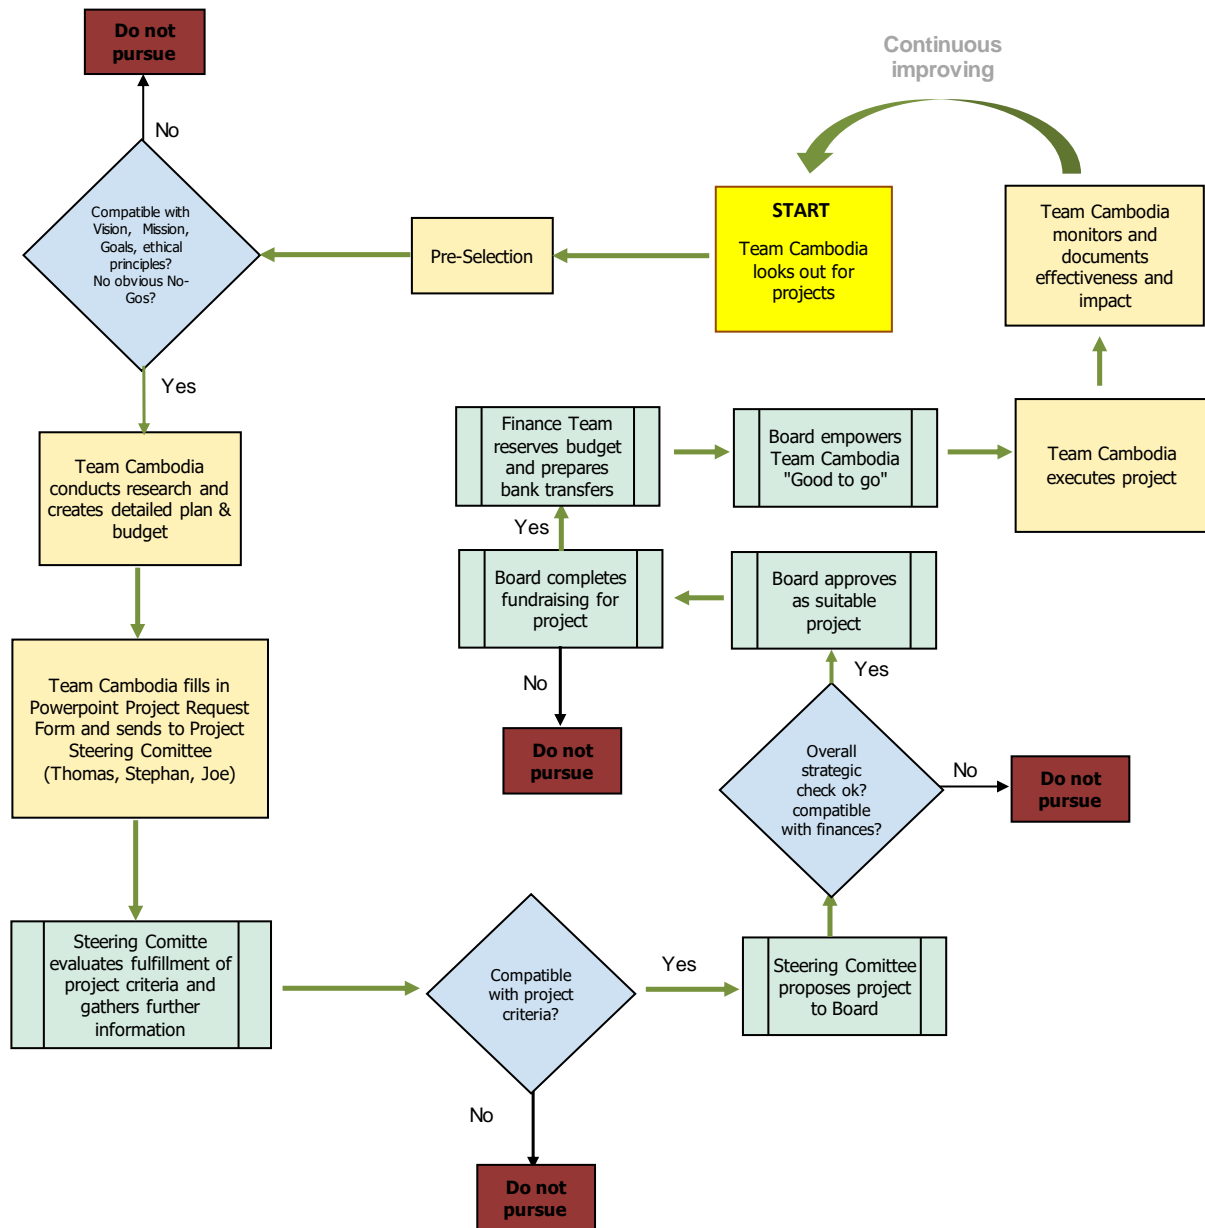 Do not
pursue
Continuous
improving
No
Compatible with
Vision, Mission,
Goals, ethical
principles?
No obvious No-
Gos?
Pre-Selection
START
Team Cambodia
looks out for
projects
Team Cambodia
monitors and
documents
effectiveness and
impact
Yes
Team Cambodia
conducts research and
creates detailed plan &
budget
Finance Team
reserves budget
and prepares
bank transfers
Board empowers
Team Cambodia
"Good to go"
Team Cambodia
executes project
Yes
Board completes
fundraising for
project
Board approves
as suitable
project
No
Do not
pursue
Yes
Team Cambodia fills in
Powerpoint Project Request
Form and sends to Project
Steering Comittee
(Thomas, Stephan, Joe)
Overall
strategic
check ok?
compatible
with finances?
No
Do not
pursue
Steering Comitte
evaluates fulfillment of
project criteria and
gathers further
information
Compatible
with project
criteria?
Yes
Steering Comittee
proposes project
to Board
No
Do not
pursue